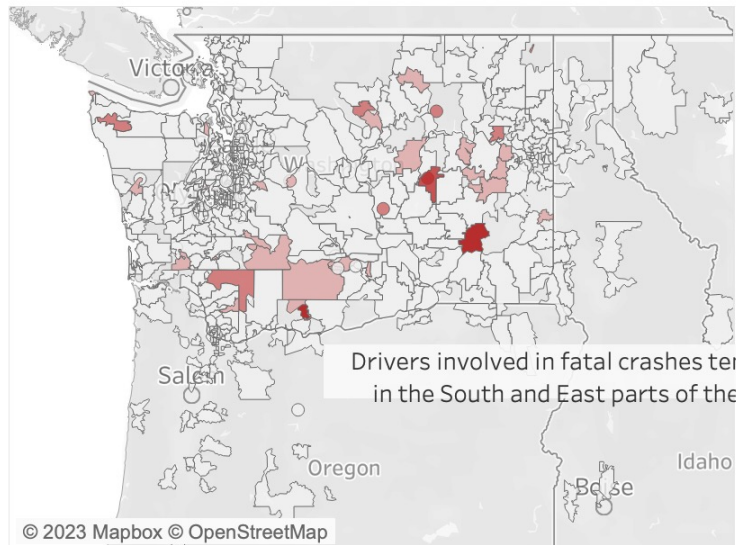 Victoria
Washington
Drivers involved in fatal crashes
in the South and East parts of the
Salem
Oregon
Idaho
Boise
© 2023 Mapbox © OpenStreetMap